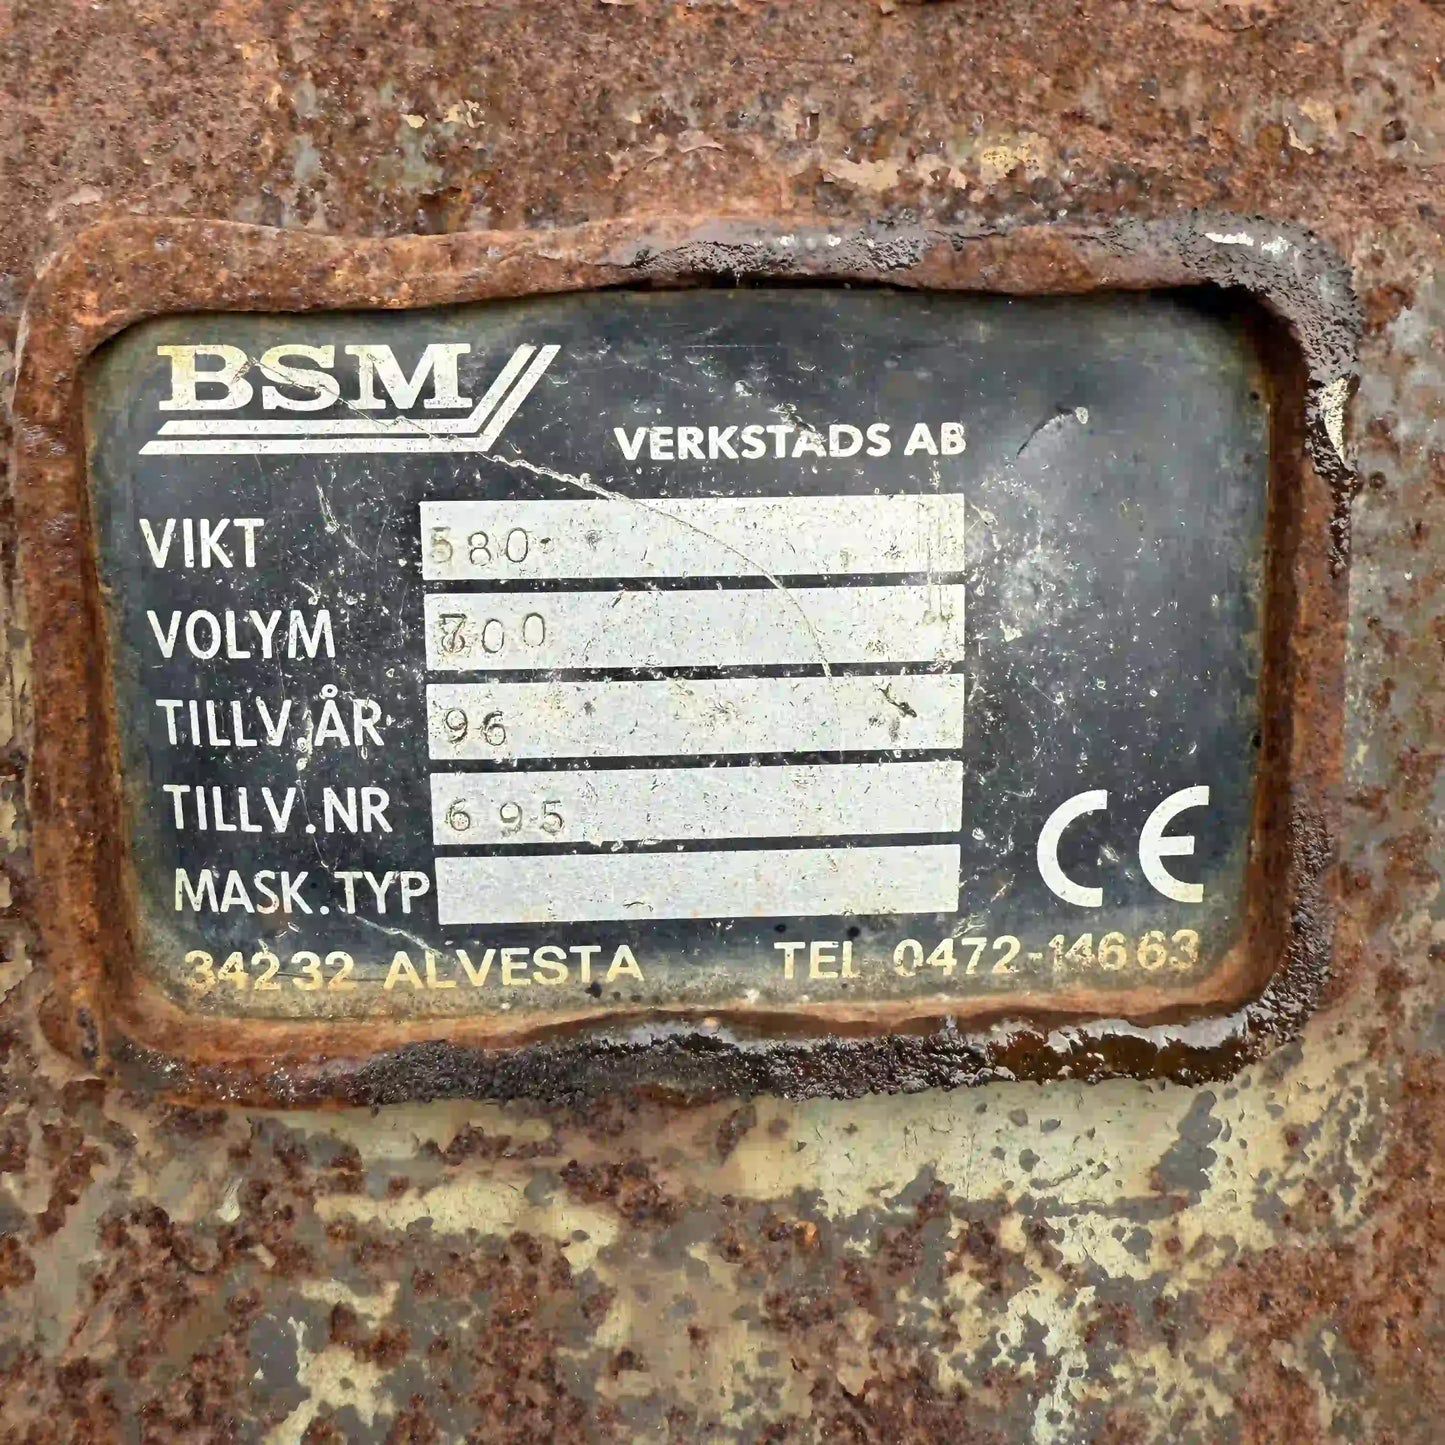 BSM
VERKSTADS AB
VIKT 580
VOLYM
TILLV.ÅR 96
TILLV.NR 695
MASK.TYP
34232 ALVESTA TEL 0472-14663
CE